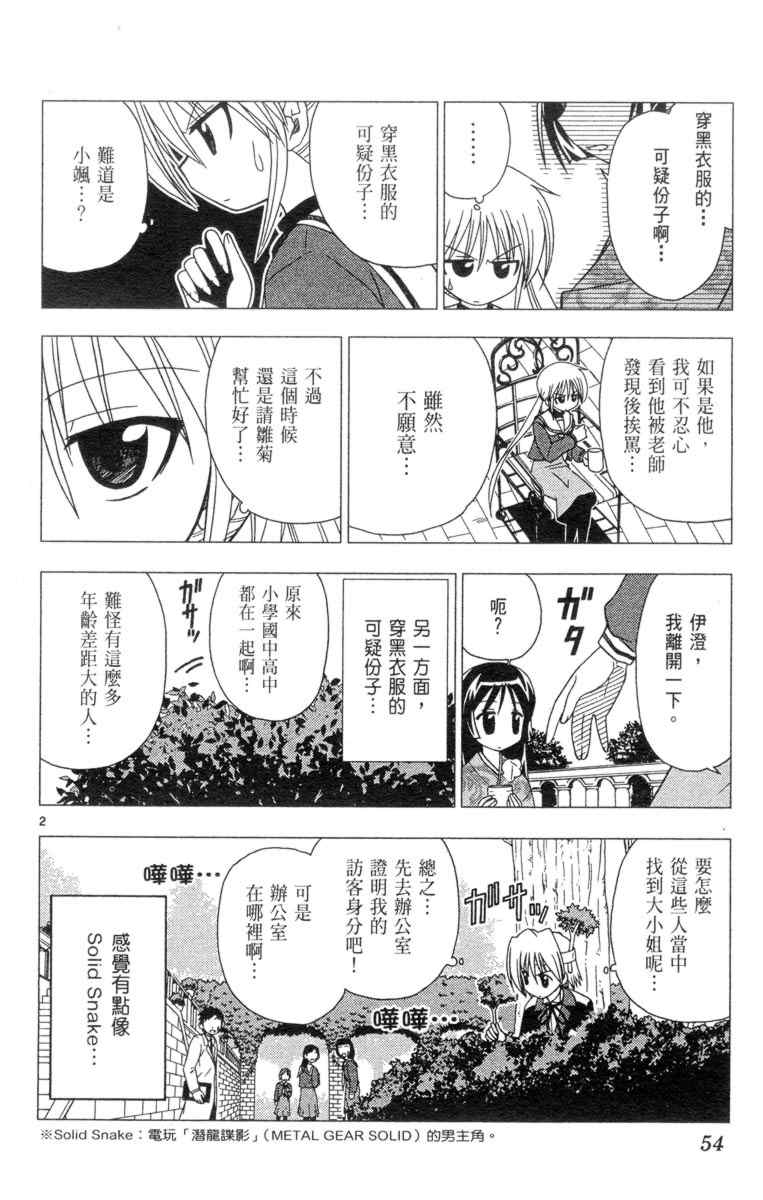 穿黑衣服的…
可疑份子啊…
……
穿黑衣服的
可疑份子…
難道是
小颯…？
如果是他，
我可不忍心
看到他被老師
發現後挨罵…
雖然
不願意…
不過
這個時候
還是請雛菊
幫忙好了…
伊澄，
我離開一下。
ガタ
呃？
另一方面，
穿黑衣服的
可疑份子…
原來
小學國中高中
都在一起啊…
ガサッ
難怪有這麼多
年齡差距大的人…
2
要怎麼
從這些人當中
找到大小姐呢…
ガサガサッ
總之…
先去辦公室
證明我的
訪客身分吧！
可是
辦公室
在哪裡啊…
嘩嘩…
嘩嘩…
感覺有點像
Solid Snake…
※Solid Snake：電玩「潛龍諜影」（METAL GEAR SOLID）的男主角。
54